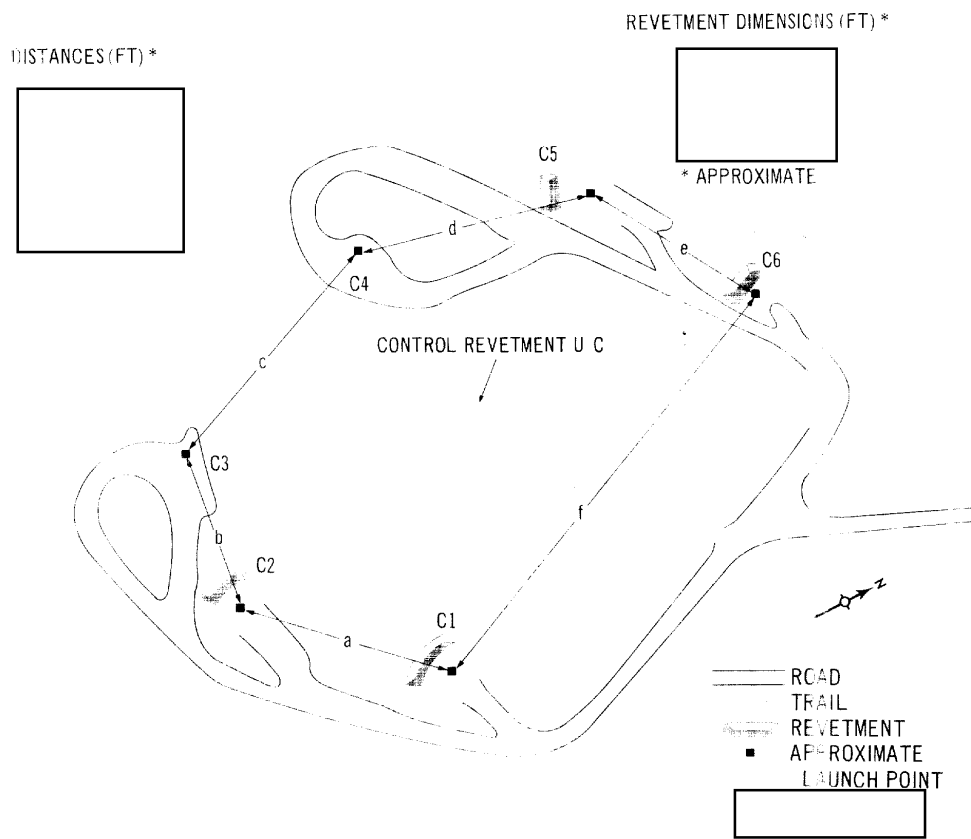 REVETMENT DIMENSIONS (FT) *
DISTANCES (FT) *
* APPROXIMATE
C5
d
e
C6
C4
CONTROL REVETMENT U C
c
C3
f
b
C2
C1
a
N
ROAD
TRAIL
REVETMENT
APPROXIMATE
LAUNCH POINT